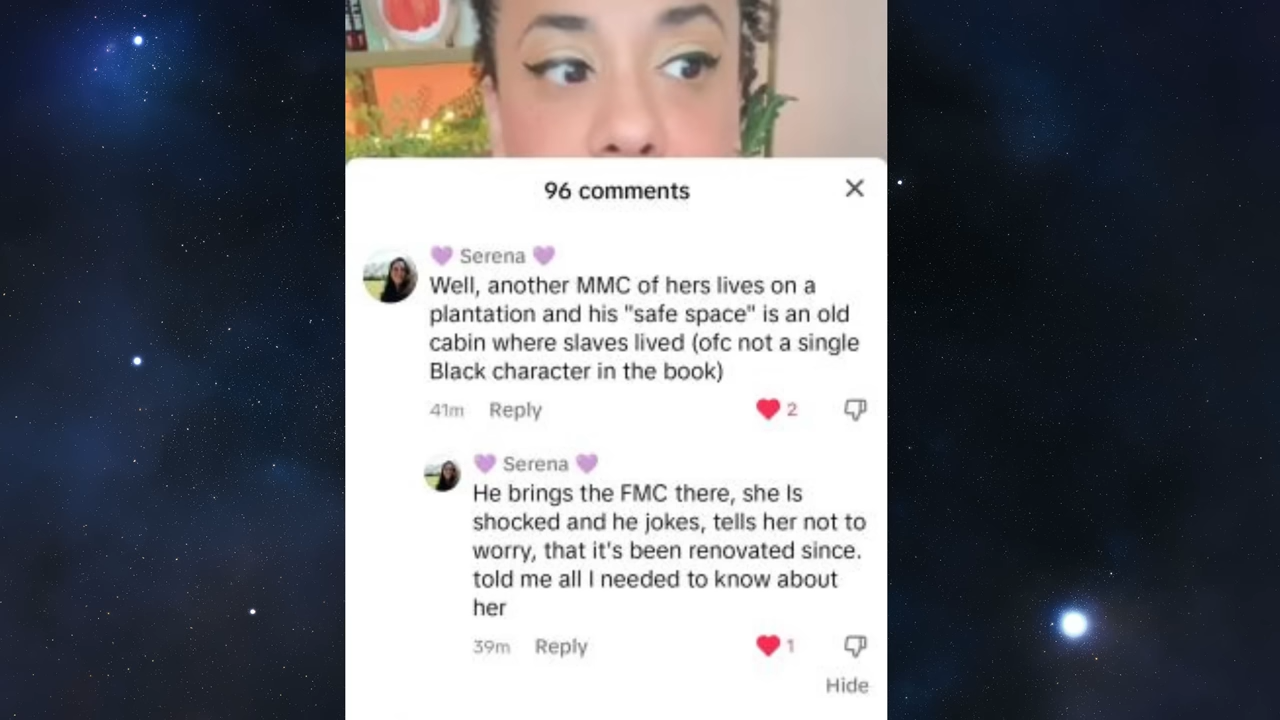 96 comments
💜 Serena 💜
Well, another MMC of hers lives on a
plantation and his "safe space" is an old
cabin where slaves lived (ofc not a single
Black character in the book)
41m Reply 2
💜 Serena 💜
He brings the FMC there, she Is
shocked and he jokes, tells her not to
worry, that it's been renovated since.
told me all I needed to know about
her
39m Reply 1
Hide